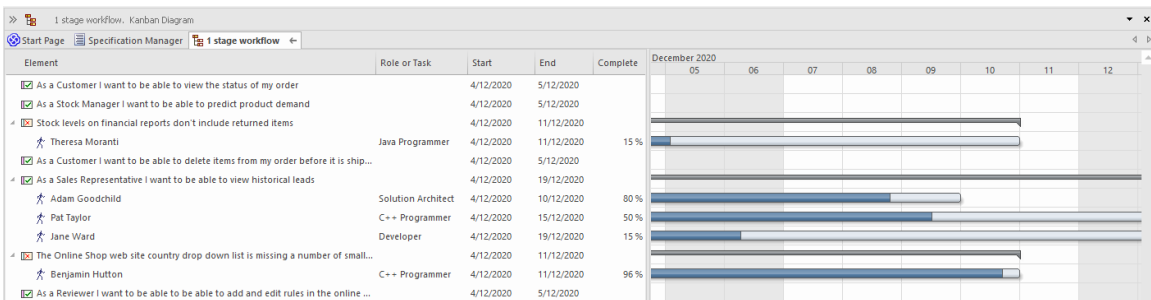 1 stage workflow. Kanban Diagram
Start Page Specification Manager 1 stage workflow
Element Role or Task Start End Complete December 2020
05 06 07 08 09 10 11 12
As a Customer I want to be able to view the status of my order 4/12/2020 5/12/2020
As a Stock Manager I want to be able to predict product demand 4/12/2020 5/12/2020
Stock levels on financial reports don't include returned items 4/12/2020 11/12/2020
Theresa Moranti Java Programmer 4/12/2020 11/12/2020 15 %
As a Customer I want to be able to delete items from my order before it is ship... 4/12/2020 5/12/2020
As a Sales Representative I want to be able to view historical leads 4/12/2020 19/12/2020
Adam Goodchild Solution Architect 4/12/2020 10/12/2020 80 %
Pat Taylor C++ Programmer 4/12/2020 15/12/2020 50 %
Jane Ward Developer 4/12/2020 19/12/2020 15 %
The Online Shop web site country drop down list is missing a number of small... 4/12/2020 11/12/2020
Benjamin Hutton C++ Programmer 4/12/2020 11/12/2020 96 %
As a Reviewer I want to be able to be able to add and edit rules in the online ... 4/12/2020 5/12/2020